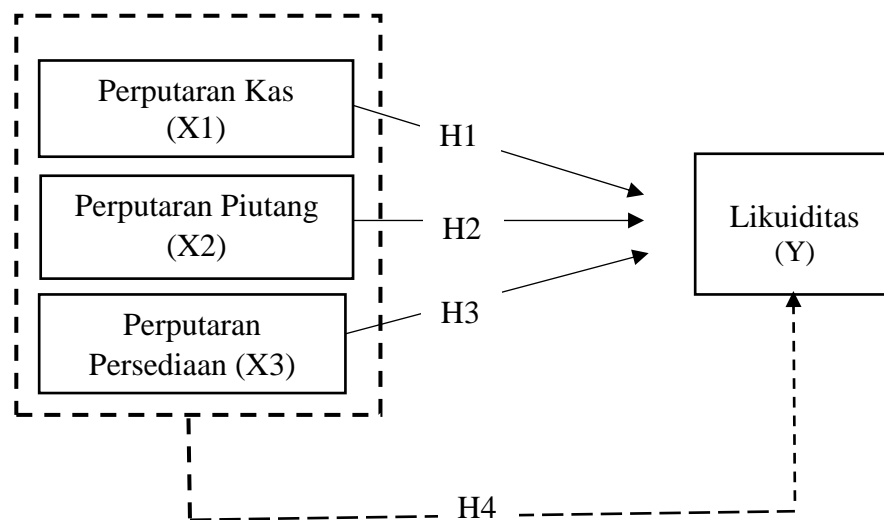 Perputaran Kas
(X1)
H1
Perputaran Piutang
(X2)
H2
Likuiditas
(Y)
Perputaran
Persediaan (X3)
H3
H4